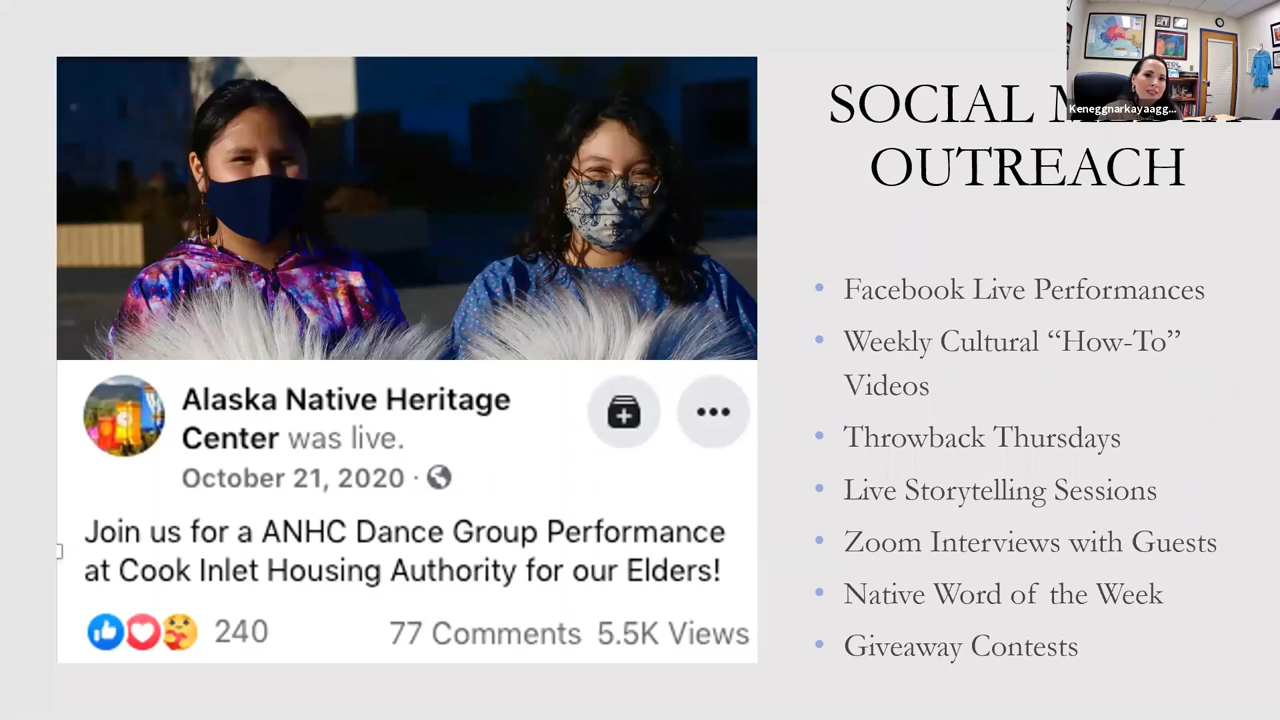 Keneggnarkayaagg...
SOCIAL
OUTREACH
Alaska Native Heritage
Center was live.
October 21, 2020 ·
Join us for a ANHC Dance Group Performance
at Cook Inlet Housing Authority for our Elders!
240
77 Comments 5.5K Views
• Facebook Live Performances
• Weekly Cultural “How-To”
Videos
• Throwback Thursdays
• Live Storytelling Sessions
• Zoom Interviews with Guests
• Native Word of the Week
• Giveaway Contests